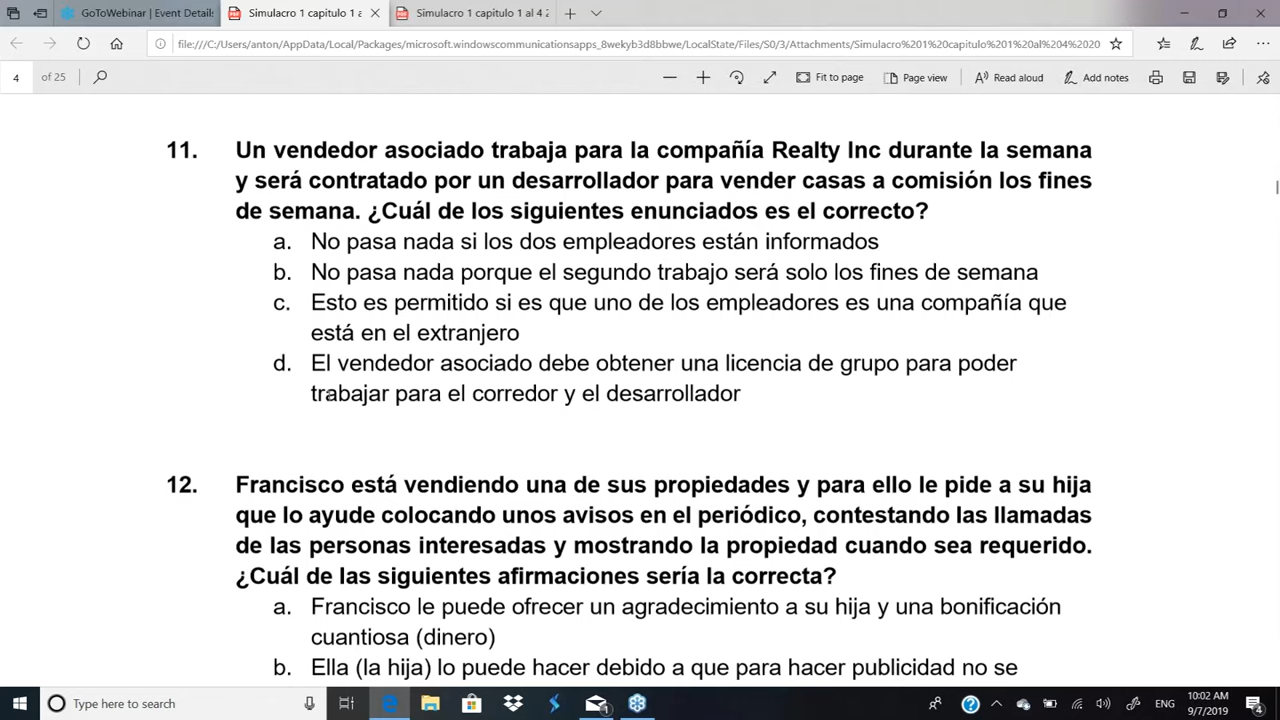 GoToWebinar | Event Details
Simulacro 1 capitulo 1 a
Simulacro 1 capitulo 1 al 4 2
file:///C:/Users/anton/AppData/Local/Packages/microsoft.windowscommunicationsapps_8wekyb3d8bbwe/LocalState/Files/S0/3/Attachments/Simulacro%201%20capitulo%201%20al%204%2020
4 of 25
Fit to page
Page view
Read aloud
Add notes
11. Un vendedor asociado trabaja para la compañía Realty Inc durante la semana
y será contratado por un desarrollador para vender casas a comisión los fines
de semana. ¿Cuál de los siguientes enunciados es el correcto?
a. No pasa nada si los dos empleadores están informados
b. No pasa nada porque el segundo trabajo será solo los fines de semana
c. Esto es permitido si es que uno de los empleadores es una compañía que
está en el extranjero
d. El vendedor asociado debe obtener una licencia de grupo para poder
trabajar para el corredor y el desarrollador
12. Francisco está vendiendo una de sus propiedades y para ello le pide a su hija
que lo ayude colocando unos avisos en el periódico, contestando las llamadas
de las personas interesadas y mostrando la propiedad cuando sea requerido.
¿Cuál de las siguientes afirmaciones sería la correcta?
a. Francisco le puede ofrecer un agradecimiento a su hija y una bonificación
cuantiosa (dinero)
b. Ella (la hija) lo puede hacer debido a que para hacer publicidad no se
Type here to search
ENG
10:02 AM
9/7/2019